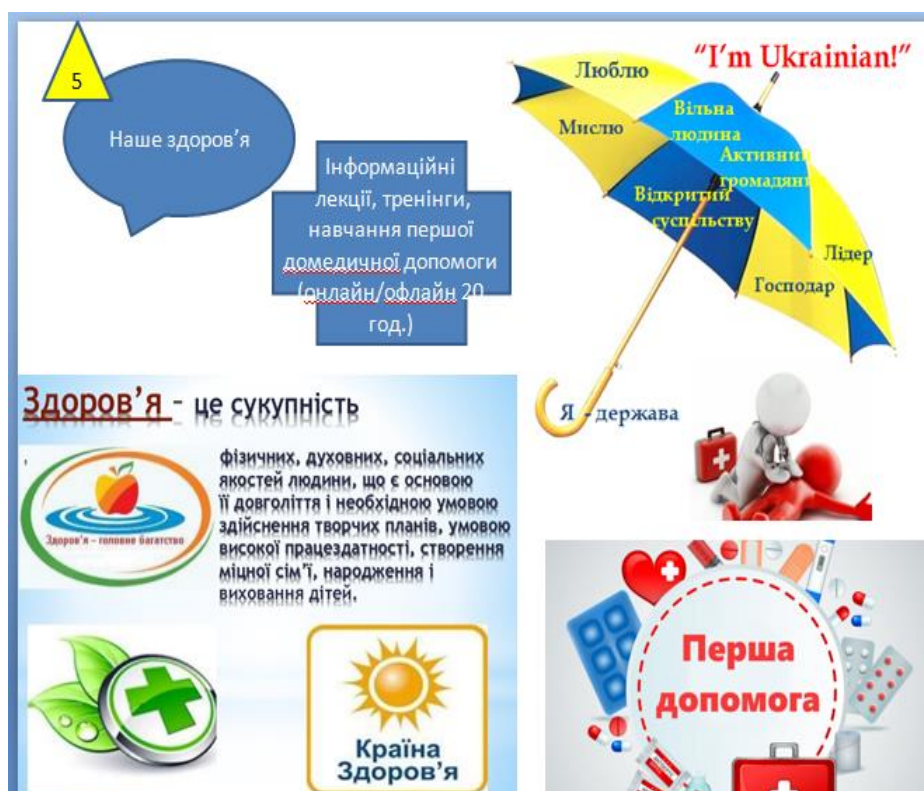 5
Наше здоров’я
Інформаційні
лекції, тренінги,
навчання першої
домедичної допомоги
(онлайн/офлайн 20
год.)
“I’m Ukrainian!”
Люблю
Мислю
Вільна
людина
Активний
громадяни
Відкритий
суспільству
Лідер
Господар
Я - держава
Здоров’я - це сукупність
фізичних, духовних, соціальних
якостей людини, що є основою
її довголіття і необхідною умовою
здійснення творчих планів, умовою
високої працездатності, створення
міцної сім’ї, народження і
виховання дітей.
Здоров’я – головне багатство
Країна
Здоров’я
Перша
допомога